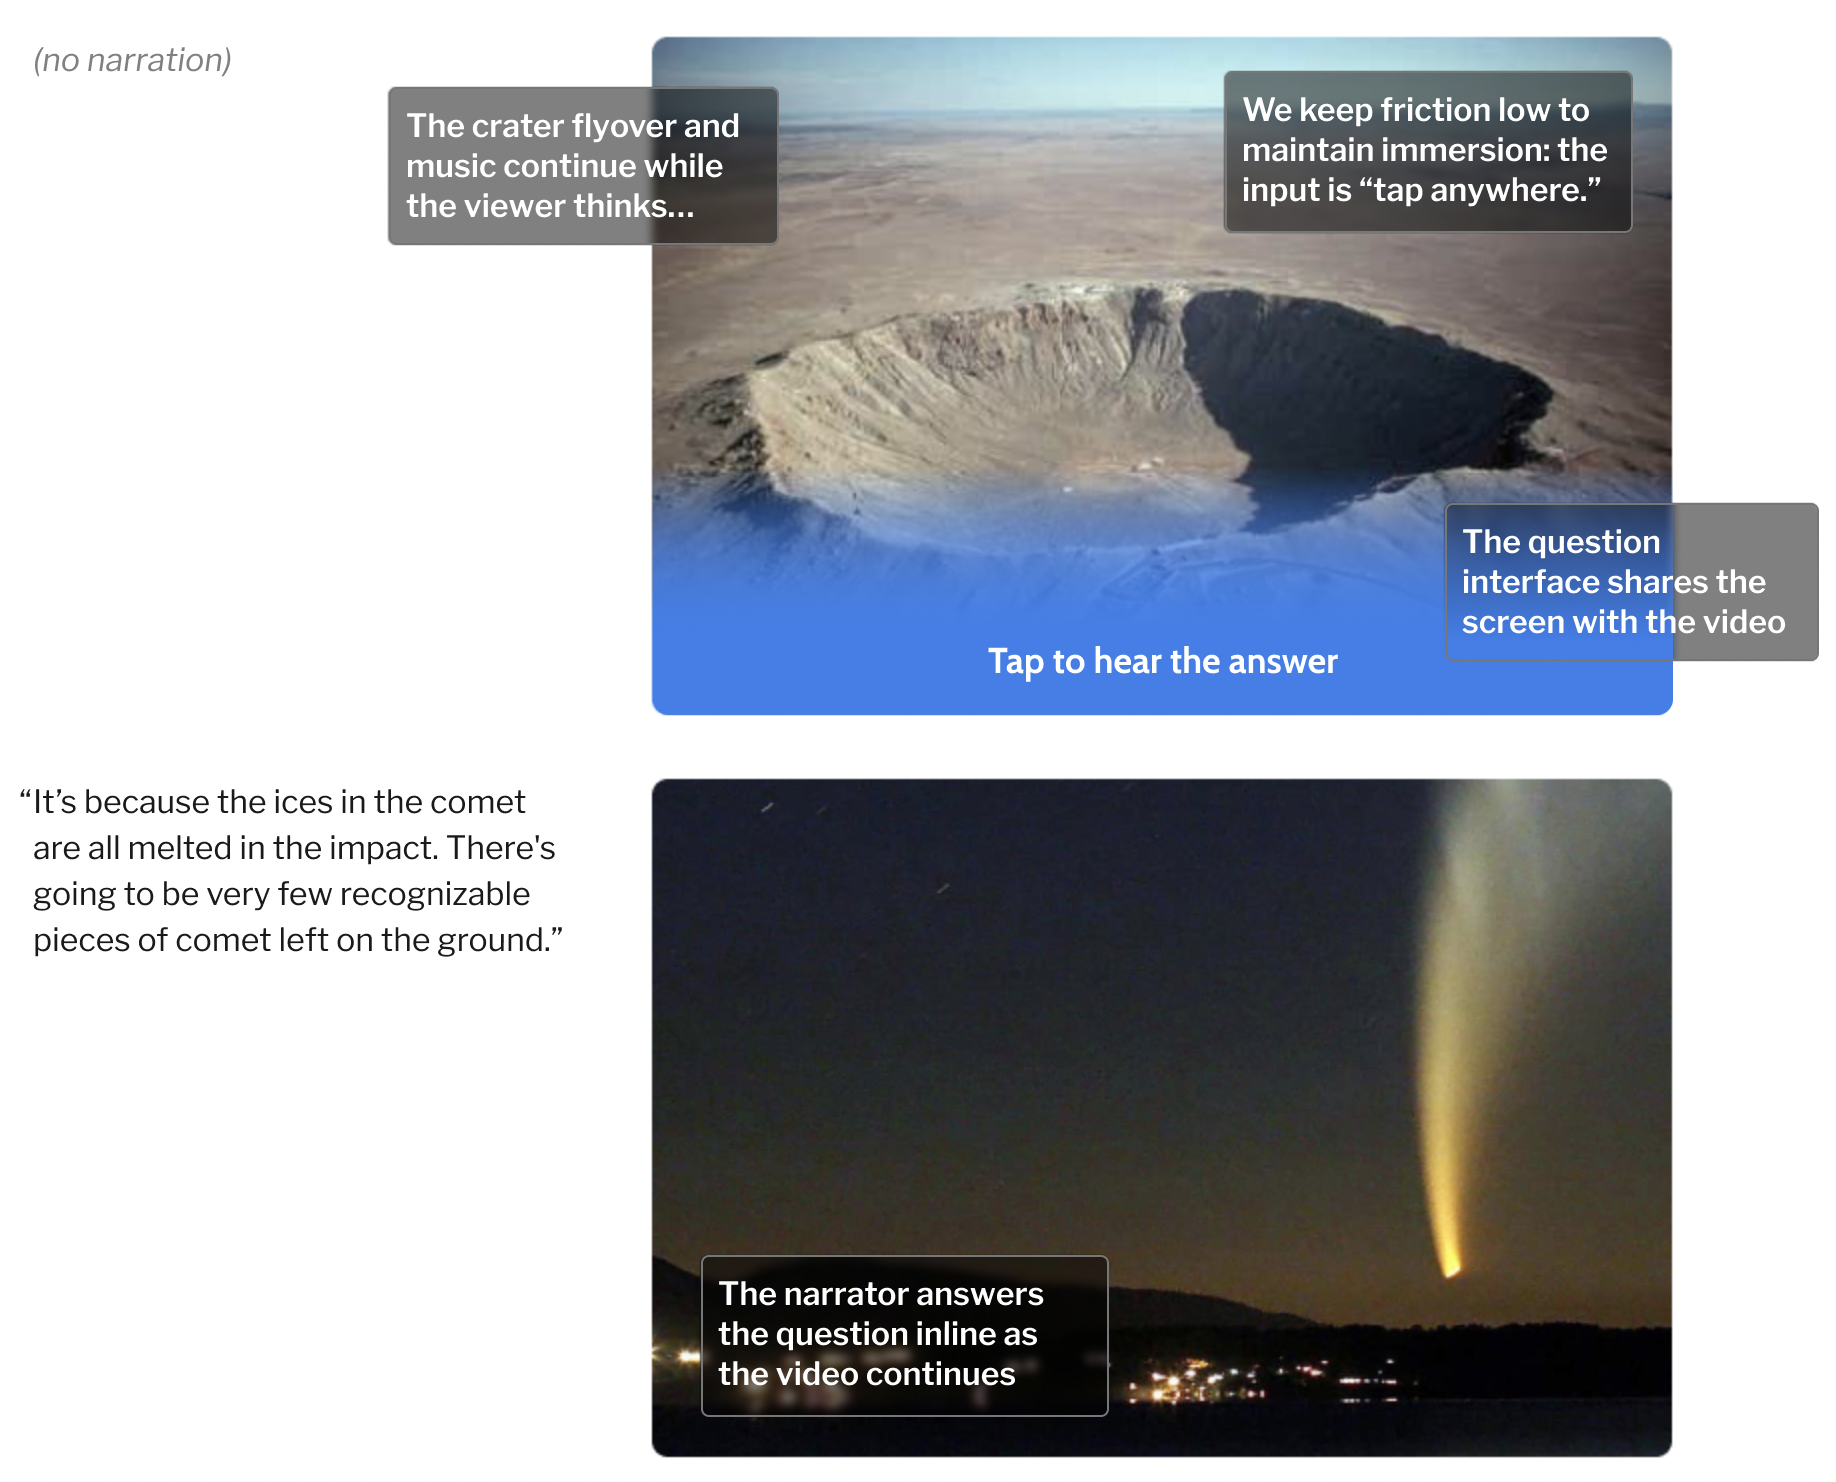 (no narration)
The crater flyover and
music continue while
the viewer thinks…
We keep friction low to
maintain immersion: the
input is “tap anywhere.”
The question
interface shares the
screen with the video
Tap to hear the answer
“It’s because the ices in the comet
are all melted in the impact. There's
going to be very few recognizable
pieces of comet left on the ground.”
The narrator answers
the question inline as
the video continues